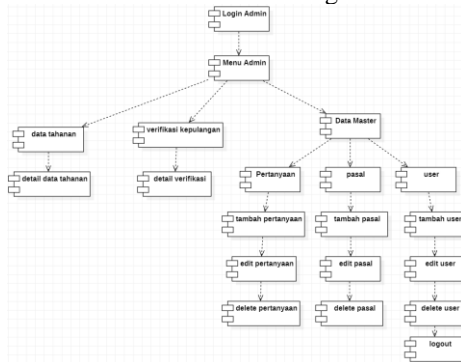 Login Admin
Menu Admin
data tahanan
verifikasi kepulangan
Data Master
detail data tahanan
detail verifikasi
Pertanyaan
pasal
user
tambah pertanyaan
tambah pasal
tambah user
edit pertanyaan
edit pasal
edit user
delete pertanyaan
delete pasal
delete user
logout